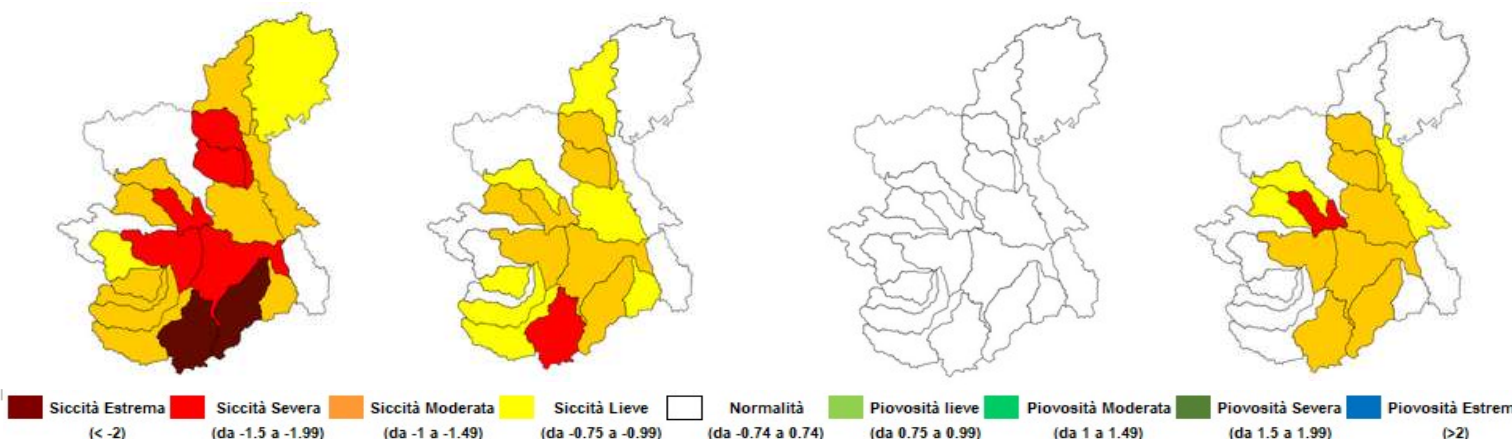 Siccità Estrema Siccità Severa Siccità Moderata Siccità Lieve Normalità Piovosità lieve Piovosità Moderata Piovosità Severa Piovosità Estrem
(< -2) (da -1.5 a -1.99) (da -1 a -1.49) (da -0.75 a -0.99) (da -0.74 a 0.74) (da 0.75 a 0.99) (da 1 a 1.49) (da 1.5 a 1.99) (>2)